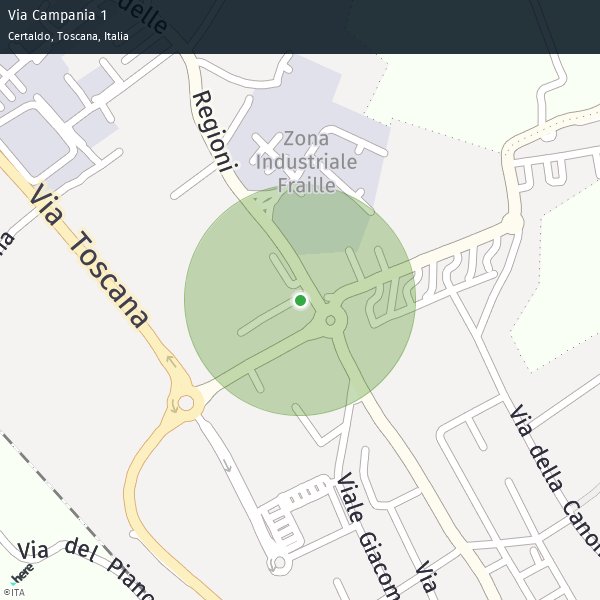 Via Campania 1
Certaldo, Toscana, Italia
delle
Regioni
Zona
Industriale
Fraille
Via Toscana
na
Via della Canon
Viale Giacom
Via
Via del Piano
here
©ITA